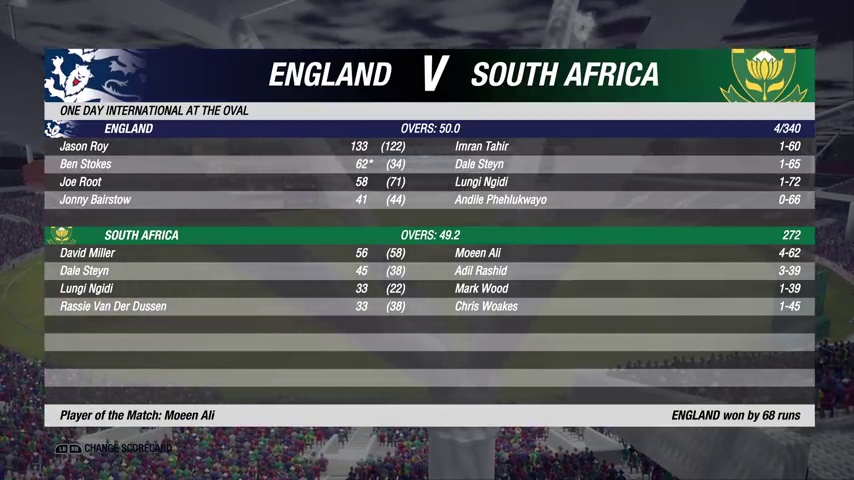 ENGLAND V SOUTH AFRICA
ONE DAY INTERNATIONAL AT THE OVAL
ENGLAND OVERS: 50.0 4/340
Jason Roy 133 (122) Imran Tahir 1-60
Ben Stokes 62* (34) Dale Steyn 1-65
Joe Root 58 (71) Lungi Ngidi 1-72
Jonny Bairstow 41 (44) Andile Phehlukwayo 0-66
SOUTH AFRICA OVERS: 49.2 272
David Miller 56 (58) Moeen Ali 4-62
Dale Steyn 45 (38) Adil Rashid 3-39
Lungi Ngidi 33 (22) Mark Wood 1-39
Rassie Van Der Dussen 33 (38) Chris Woakes 1-45
Player of the Match: Moeen Ali ENGLAND won by 68 runs
CHANGE SCORECARD